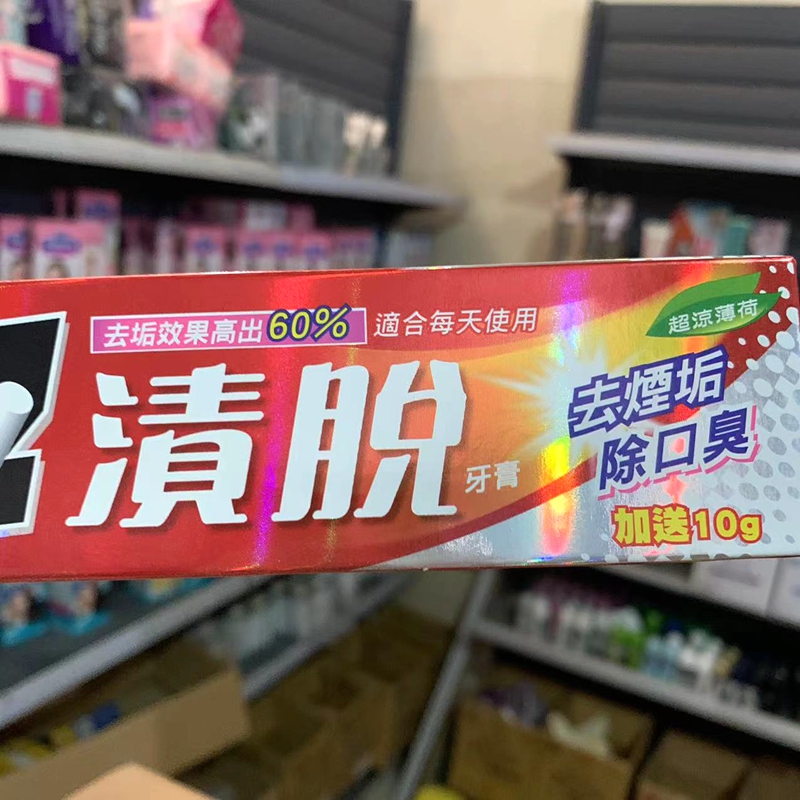 去垢效果高出60% 適合每天使用
超涼薄荷
漬脫 牙膏
去煙垢
除口臭
加送10g